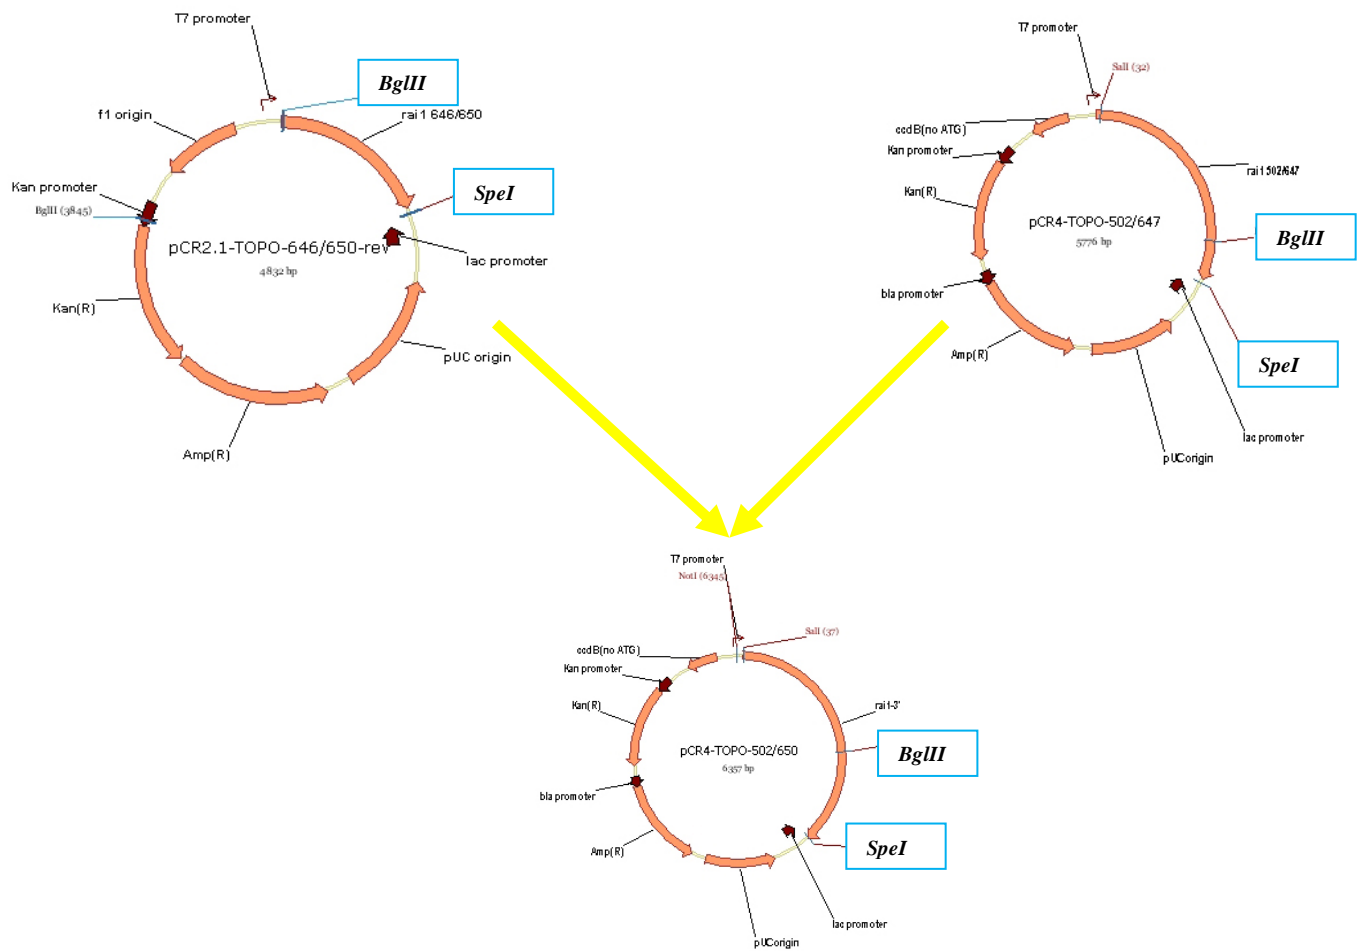 T7 promoter
BglII
rai1 646/650
f1 origin
SpeI
Kan promoter
BglII (3845)
pCR2.1-TOPO-646/650-rev
4832 bp
lac promoter
Kan(R)
pUC origin
Amp(R)
T7 promoter
SalI (32)
ccdB(no ATG)
Kan promoter
Kan(R)
rai1 502/647
pCR4-TOPO-502/647
5776 bp
BglII
bla promoter
SpeI
Amp(R)
lac promoter
pUCorigin
T7 promoter
NotI (6345)
SalI (37)
ccdB(no ATG)
Kan promoter
Kan(R)
rai1-3'
pCR4-TOPO-502/650
6357 bp
BglII
bla promoter
SpeI
Amp(R)
lac promoter
pUCorigin